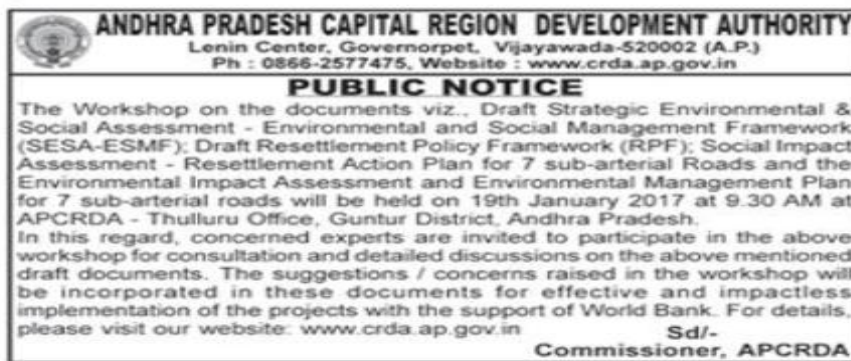 ANDHRA PRADESH CAPITAL REGION DEVELOPMENT AUTHORITY
Lenin Center, Governorpet, Vijayawada-520002 (A.P.)
Ph : 0866-2577475, Website : www.crda.ap.gov.in
PUBLIC NOTICE
The Workshop on the documents viz., Draft Strategic Environmental &
Social Assessment - Environmental and Social Management Framework
(SESA-ESMF); Draft Resettlement Policy Framework (RPF); Social Impact
Assessment - Resettlement Action Plan for 7 sub-arterial Roads and the
Environmental Impact Assessment and Environmental Management Plan
for 7 sub-arterial roads will be held on 19th January 2017 at 9.30 AM at
APCRDA - Thulluru Office, Guntur District, Andhra Pradesh.
In this regard, concerned experts are invited to participate in the above
workshop for consultation and detailed discussions on the above mentioned
draft documents. The suggestions / concerns raised in the workshop will
be incorporated in these documents for effective and impactless
implementation of the projects with the support of World Bank. For details,
please visit our website: www.crda.ap.gov.in
Sd/-
Commissioner, APCRDA